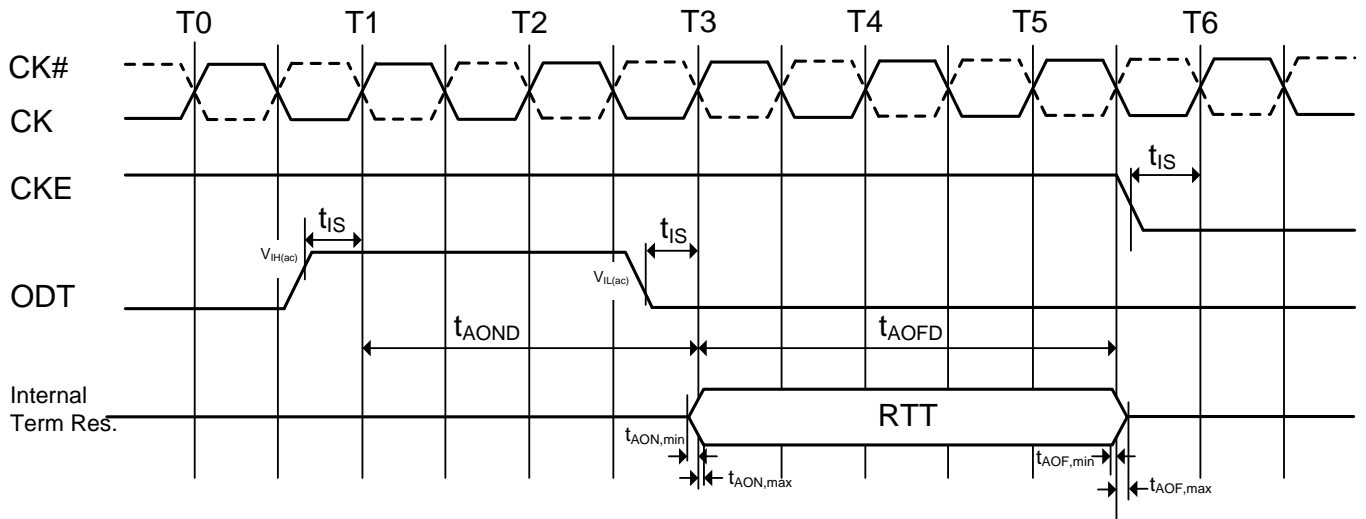 T0 T1 T2 T3 T4 T5 T6
CK#
CK
CKE
tIS
tIS
tIS
VIH(ac)
VIL(ac)
ODT
tAOND
tAOFD
Internal
Term Res.
RTT
tAON,min
tAOF,min
tAON,max
tAOF,max